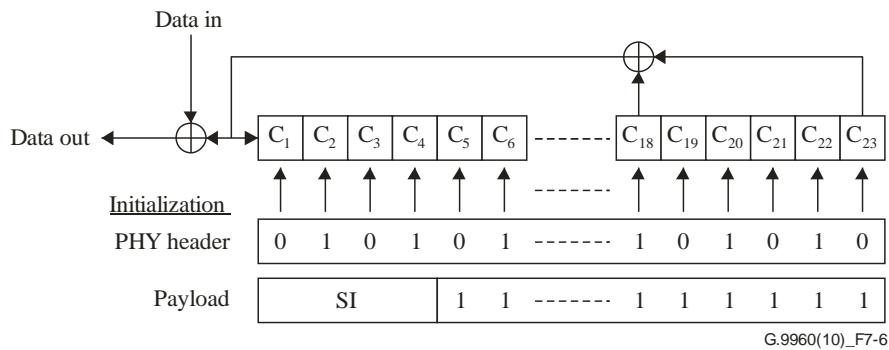 Data in
Data out
C1 C2 C3 C4 C5 C6 C18 C19 C20 C21 C22 C23
Initialization
PHY header 0 1 0 1 0 1 1 0 1 0 1 0
Payload SI 1 1 1 1 1 1 1 1
G.9960(10)_F7-6